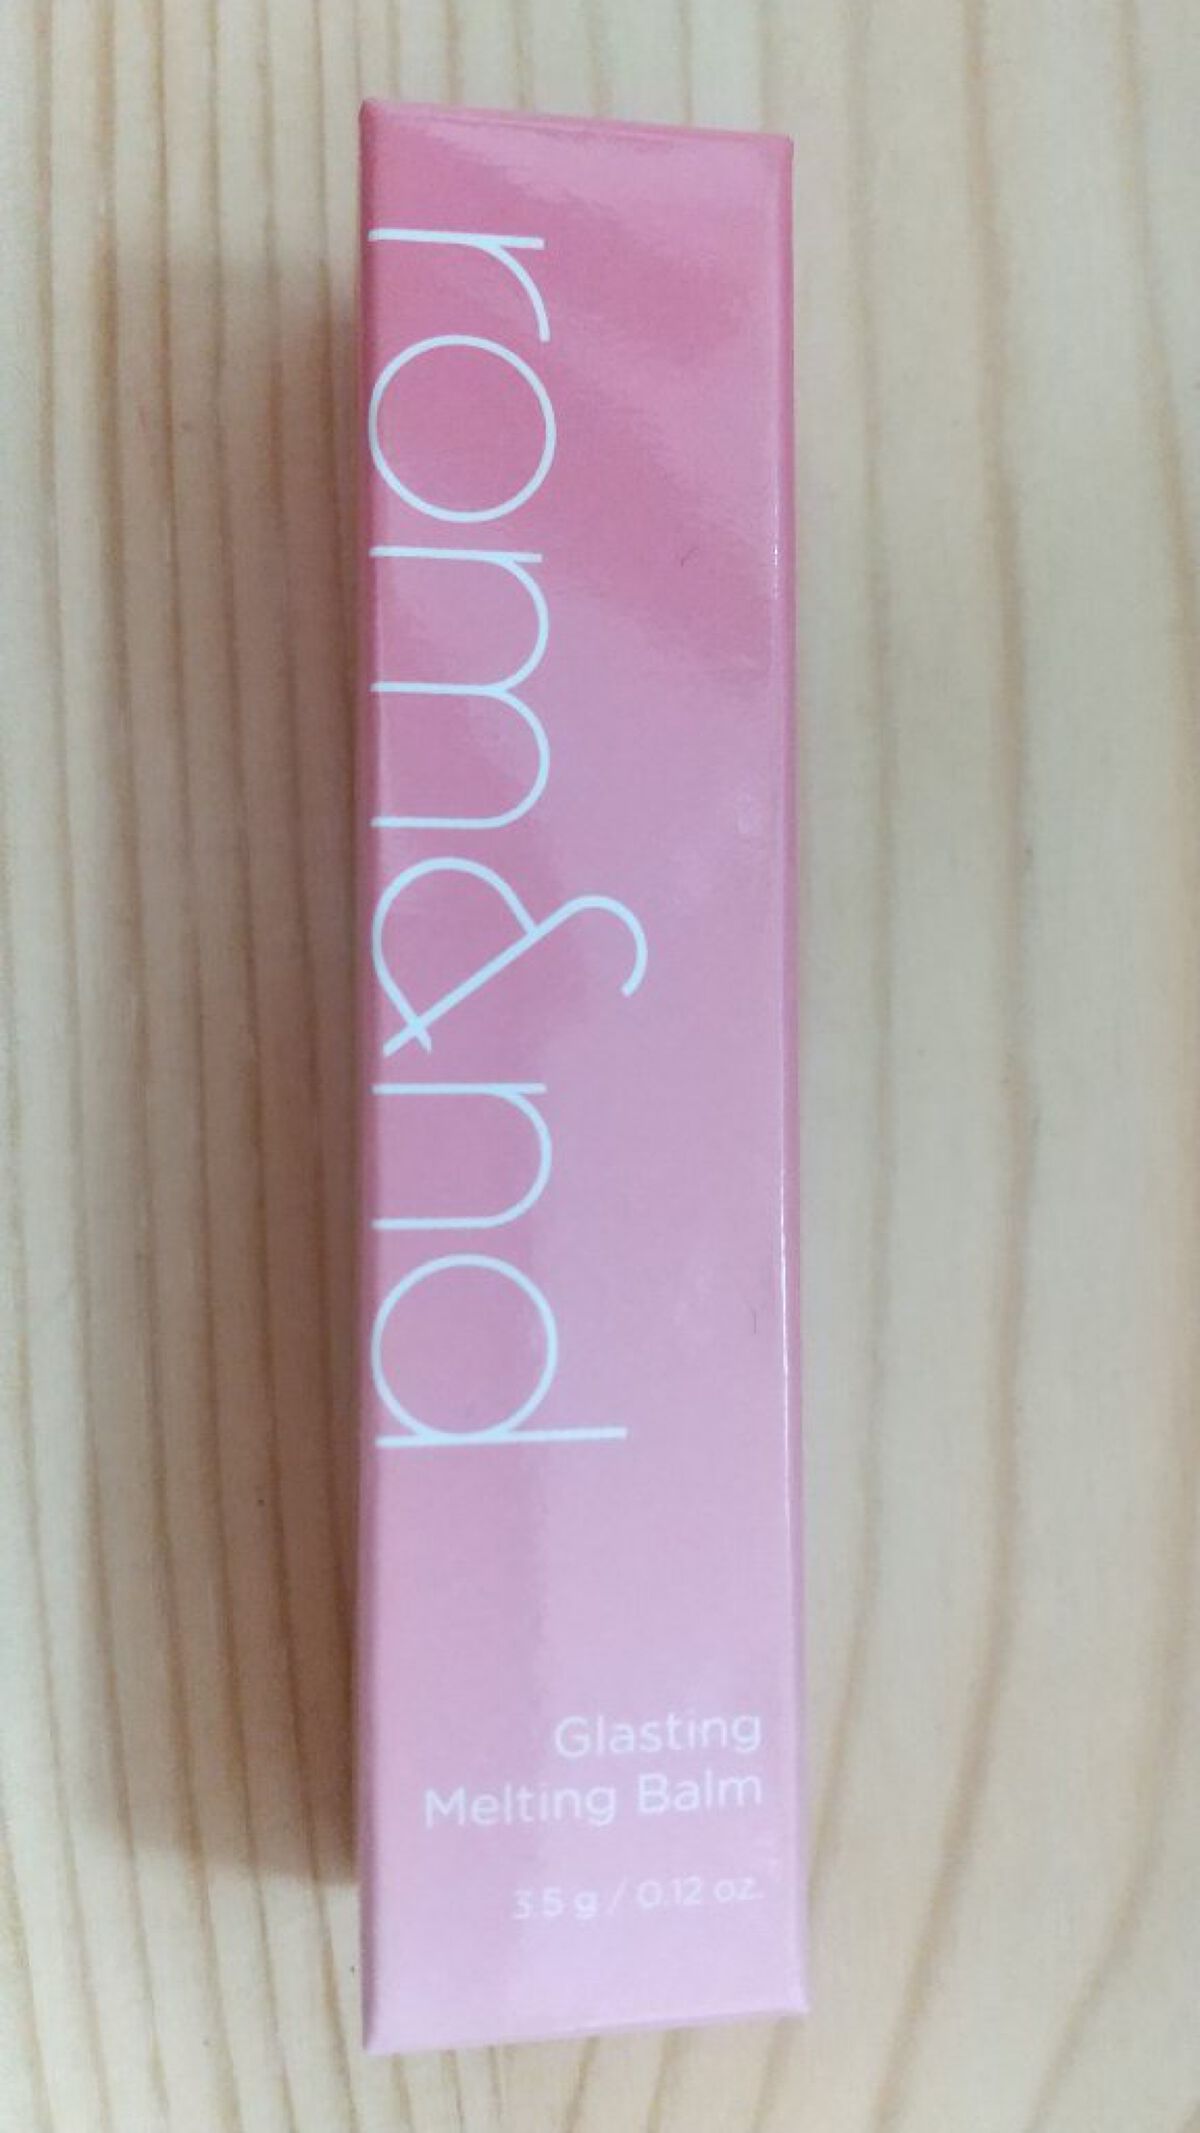 rom&nd
Glasting
Melting Balm
3.5 g / 0.12 oz.